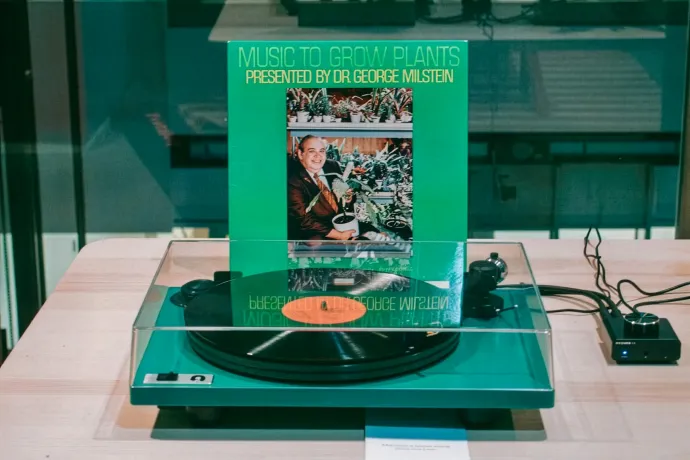 MUSIC TO GROW PLANTS
PRESENTED BY DR. GEORGE MILSTEIN